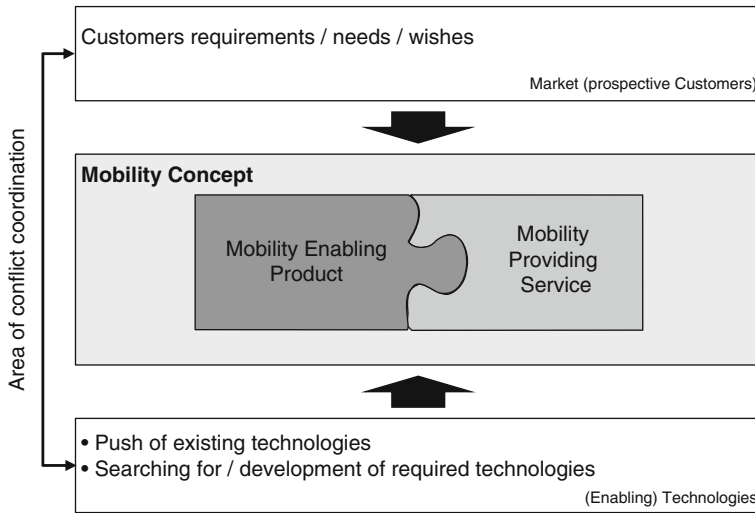 Customers requirements / needs / wishes
Market (prospective Customers)
Area of conflict coordination
Mobility Concept
Mobility Enabling
Product
Mobility
Providing
Service
• Push of existing technologies
• Searching for / development of required technologies
(Enabling) Technologies